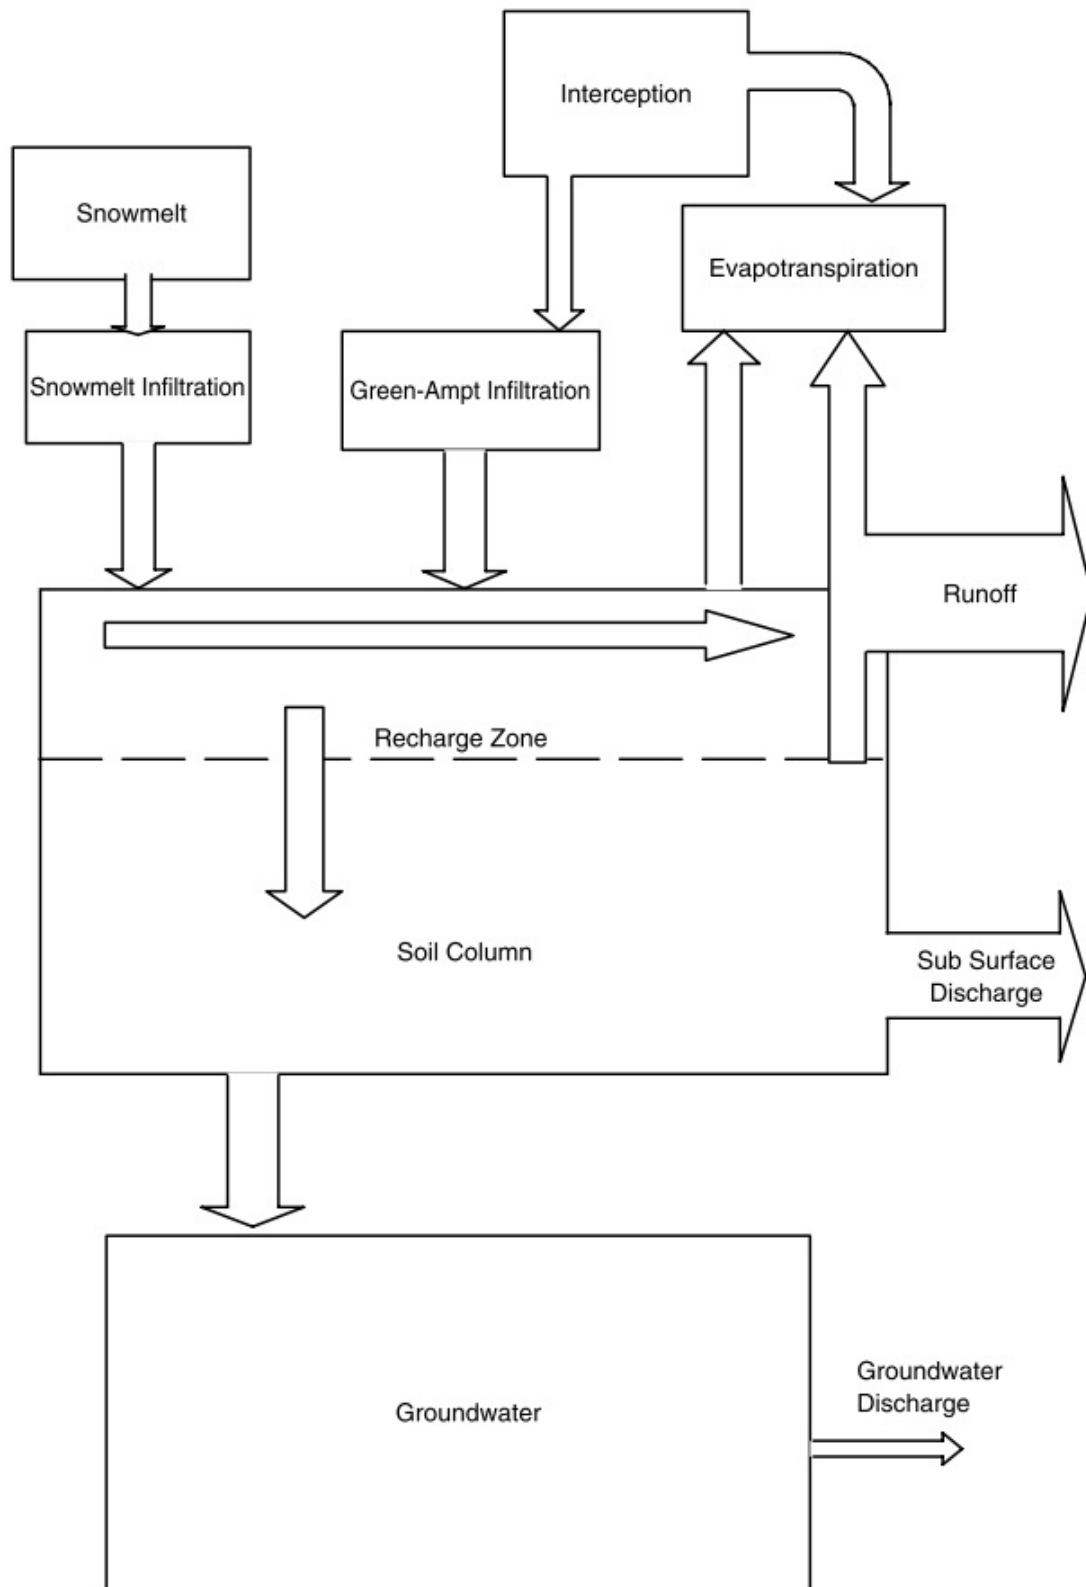 Interception
Snowmelt
Evapotranspiration
Snowmelt Infiltration
Green-Ampt Infiltration
Runoff
Recharge Zone
Soil Column
Sub Surface
Discharge
Groundwater
Discharge
Groundwater